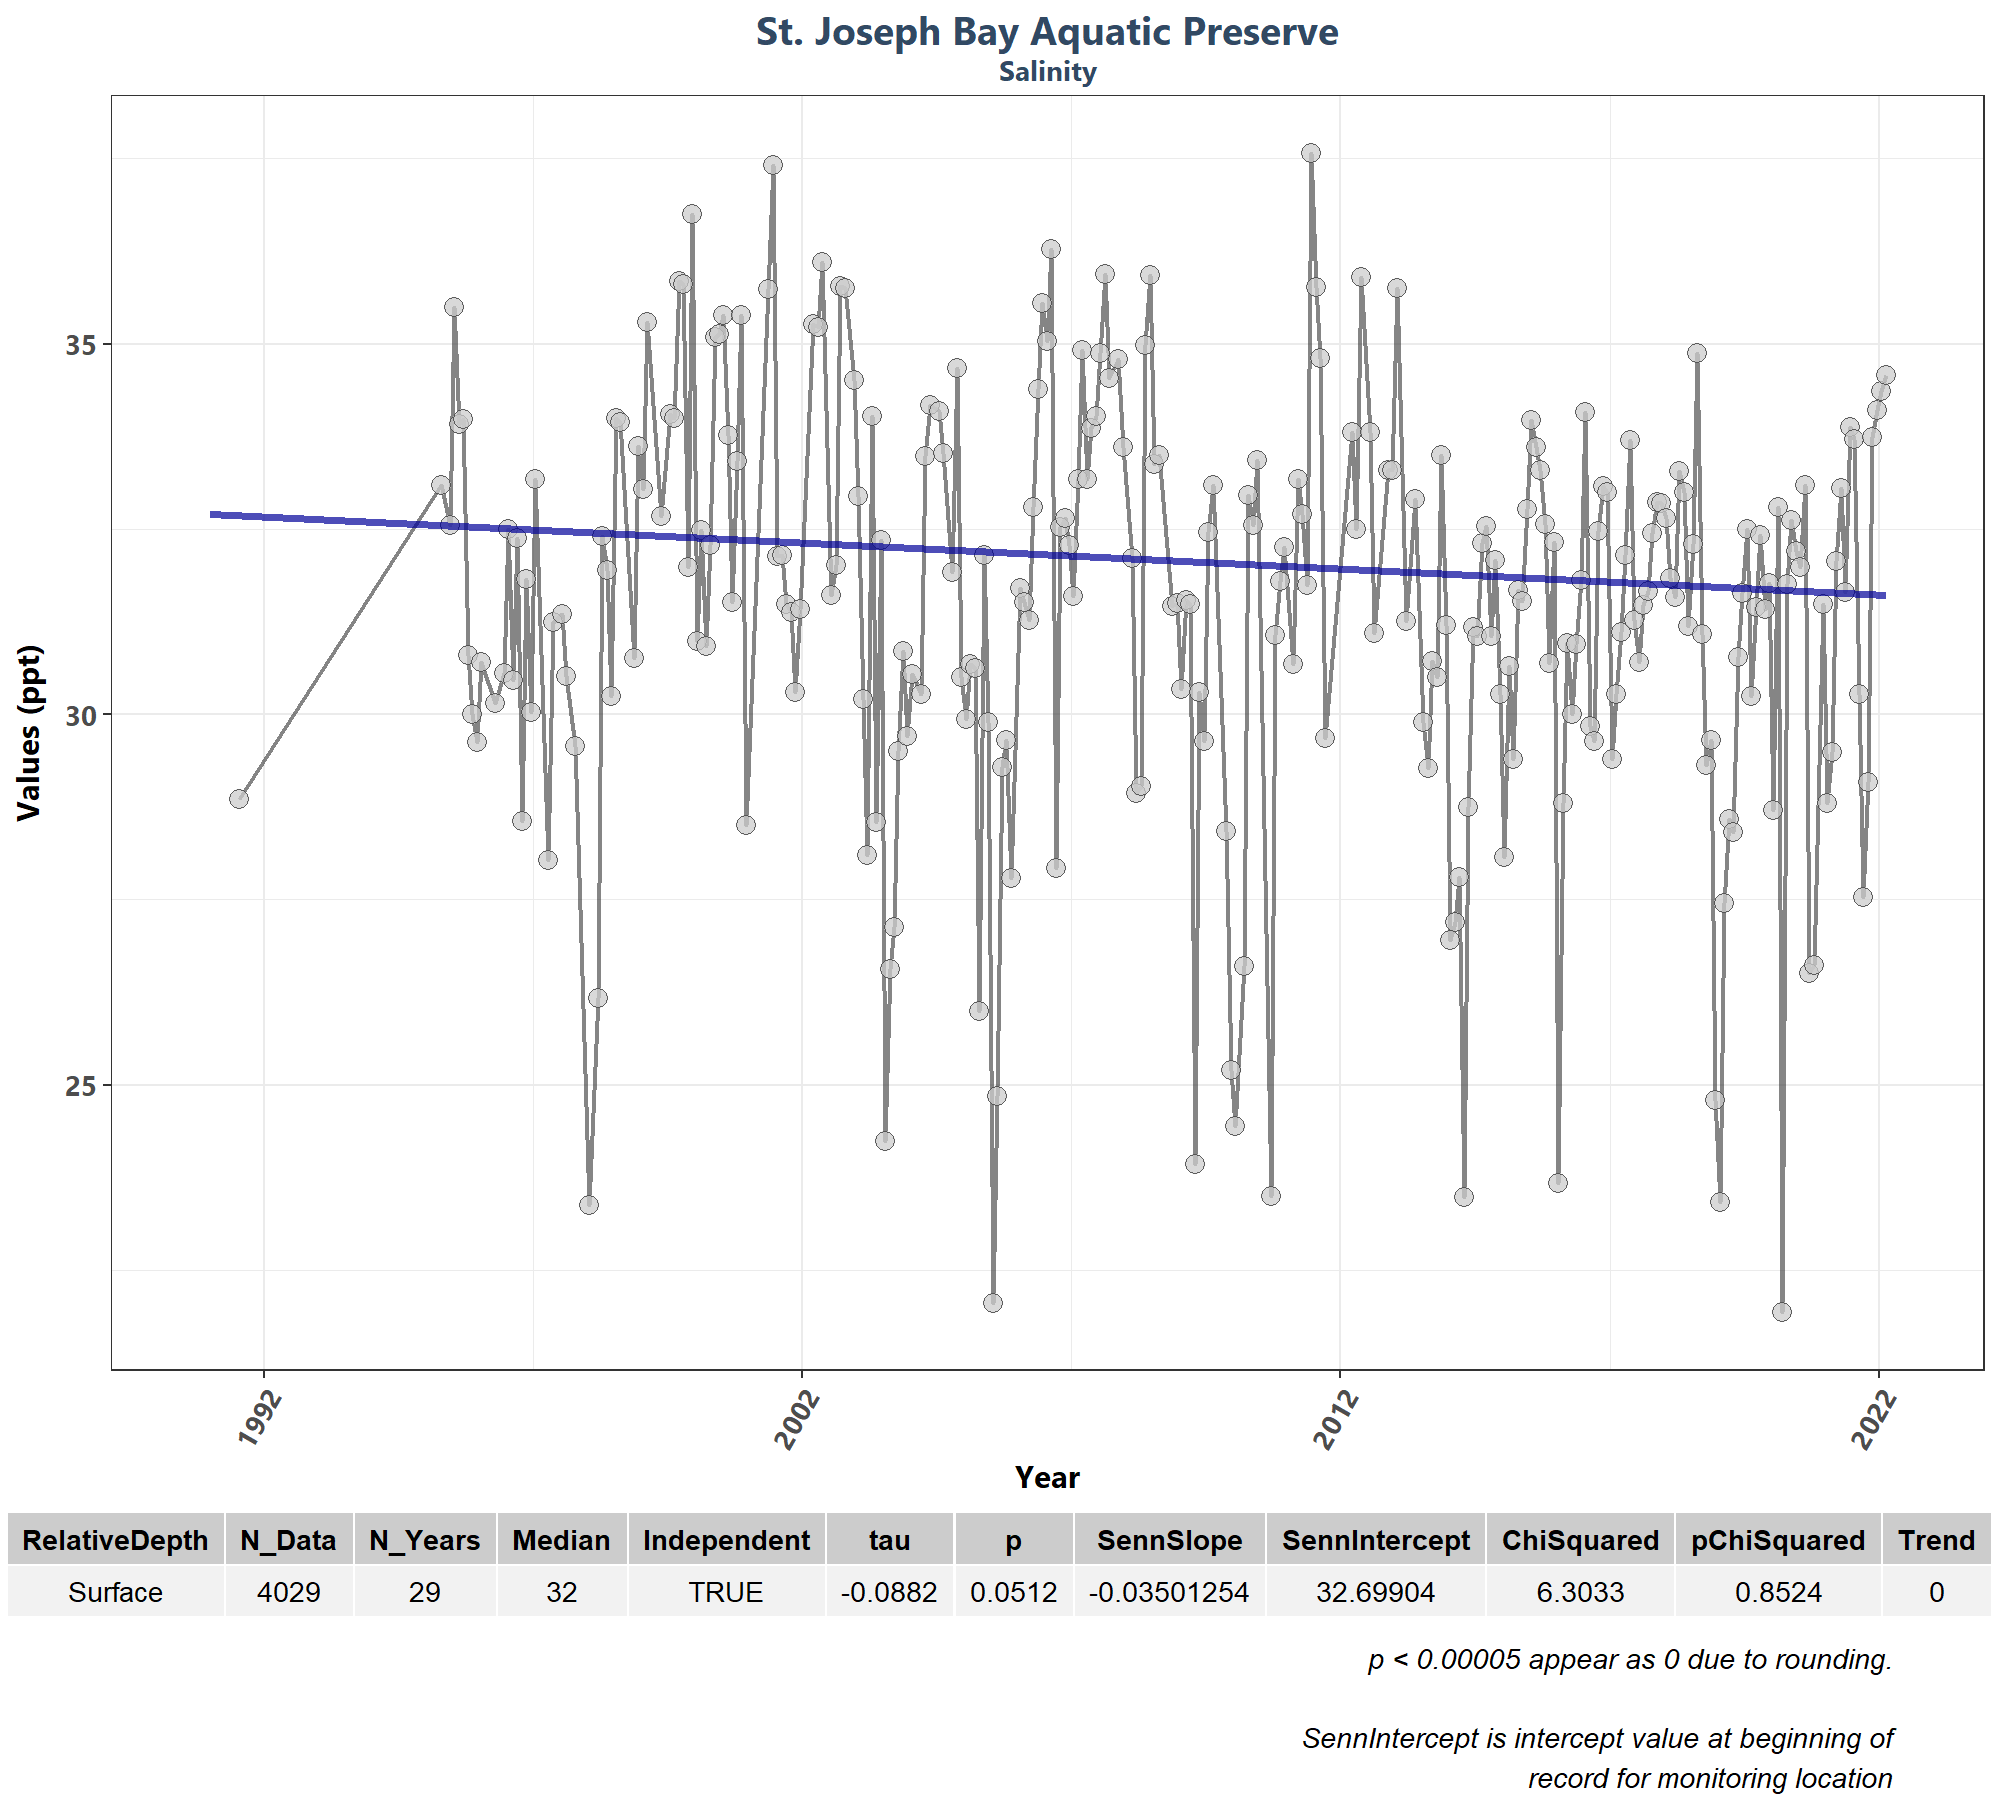 St. Joseph Bay Aquatic Preserve
Salinity
Values (ppt)
35
30
25
1992
2002
2012
2022
Year
RelativeDepth N_Data N_Years Median Independent tau p SennSlope SennIntercept ChiSquared pChiSquared Trend
Surface 4029 29 32 TRUE -0.0882 0.0512 -0.03501254 32.69904 6.3033 0.8524 0
p < 0.00005 appear as 0 due to rounding.
SennIntercept is intercept value at beginning of
record for monitoring location